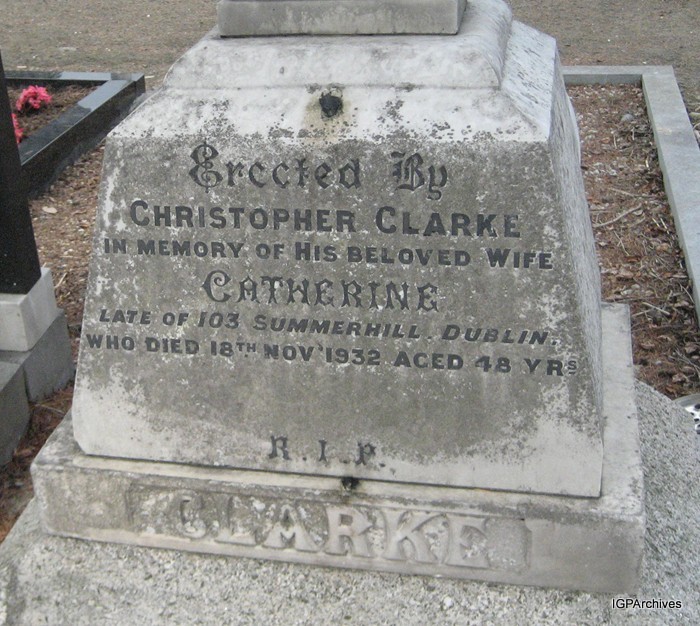 Erected By
CHRISTOPHER CLARKE
IN MEMORY OF HIS BELOVED WIFE
CATHERINE
LATE OF 103 SUMMERHILL. DUBLIN.
WHO DIED 18TH NOV 1932 AGED 48 YRS
R.I.P.
CLARKE
IGPArchives